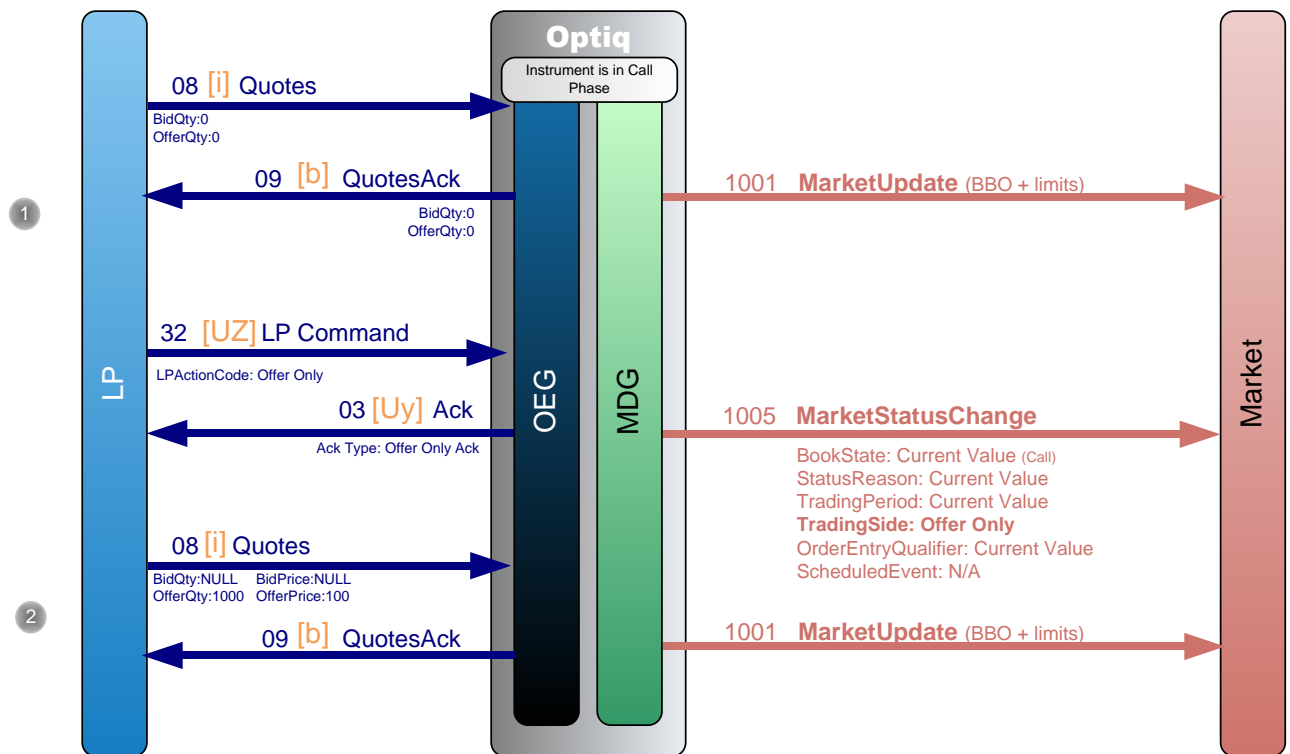 Optiq
Instrument is in Call
Phase
08 [i] Quotes
BidQty:0
OfferQty:0
09 [b] QuotesAck
BidQty:0
OfferQty:0
1001 MarketUpdate (BBO + limits)
1
32 [UZ] LP Command
LPActionCode: Offer Only
03 [Uy] Ack
Ack Type: Offer Only Ack
1005 MarketStatusChange
BookState: Current Value (Call)
StatusReason: Current Value
TradingPeriod: Current Value
TradingSide: Offer Only
OrderEntryQualifier: Current Value
ScheduledEvent: N/A
LP
OEG
MDG
Market
08 [i] Quotes
BidQty:NULL BidPrice:NULL
OfferQty:1000 OfferPrice:100
2
09 [b] QuotesAck
1001 MarketUpdate (BBO + limits)